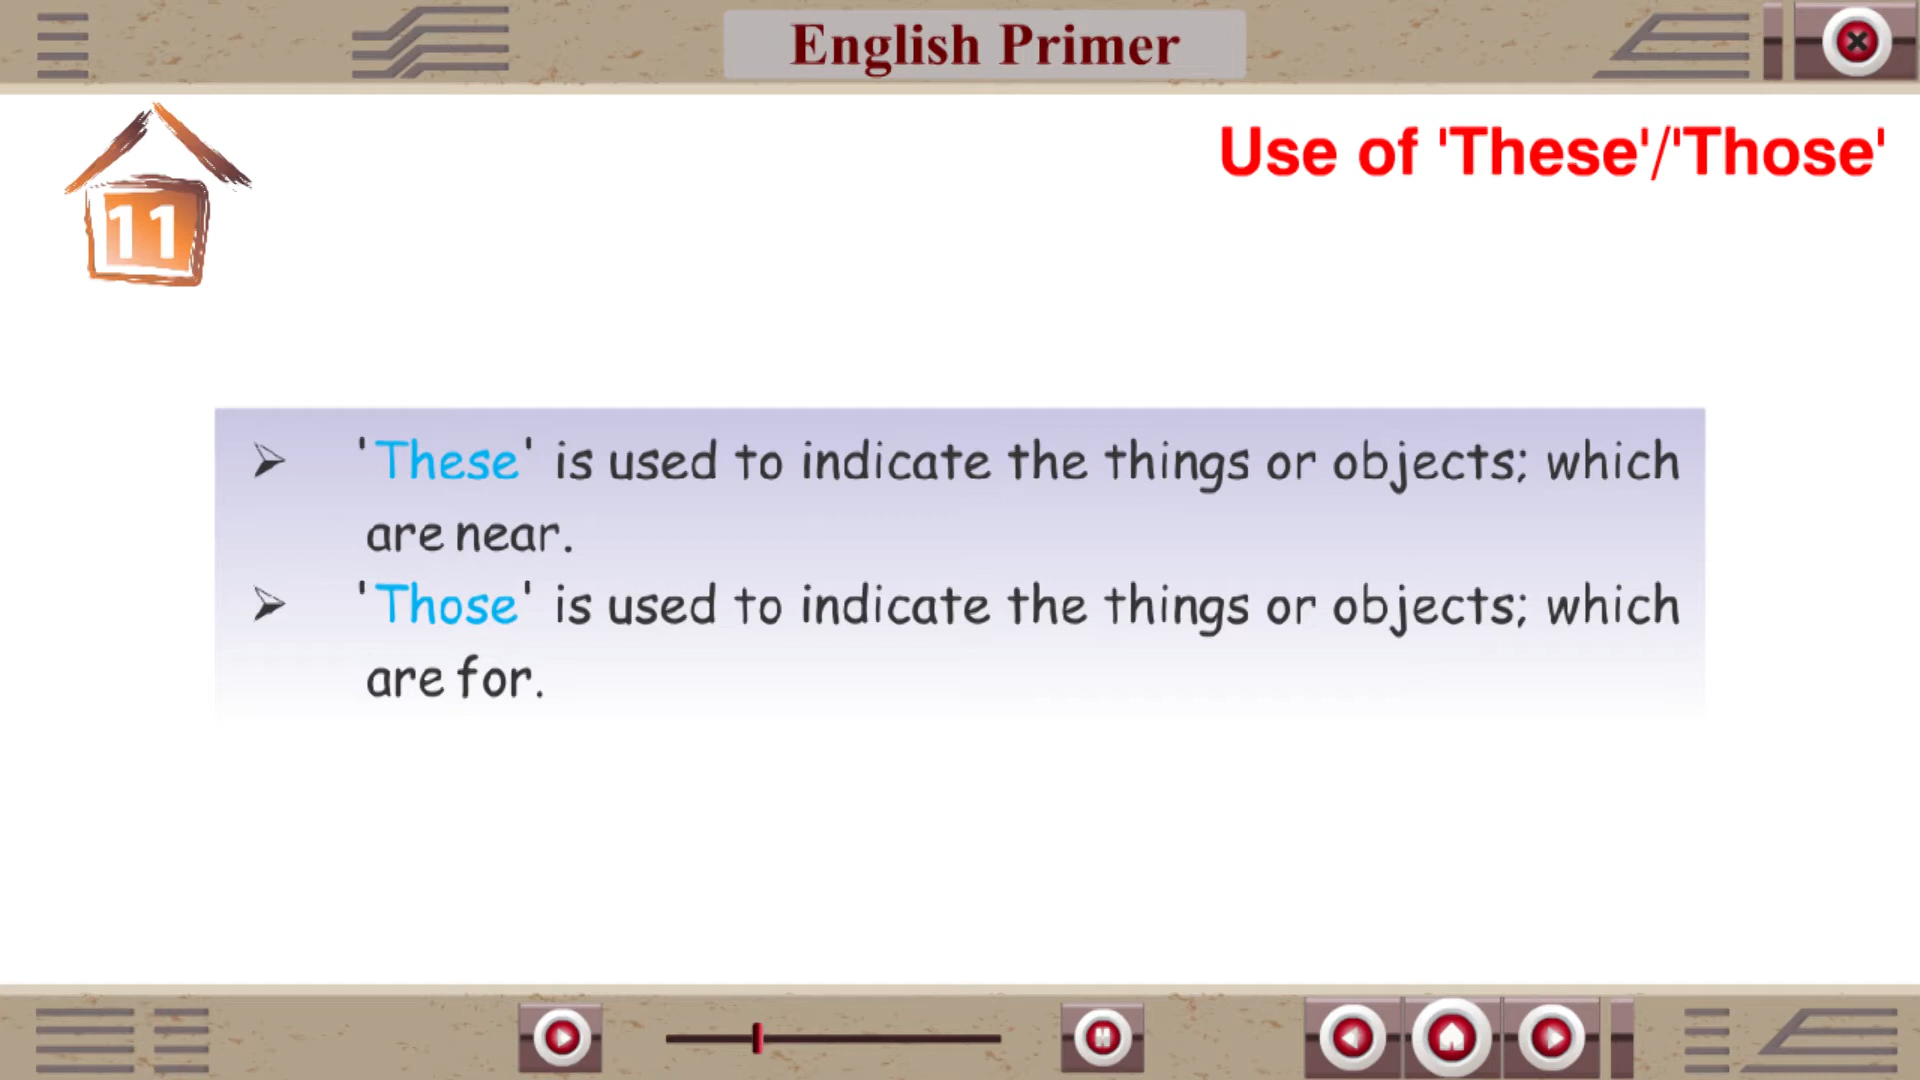 English Primer
Use of 'These'/'Those'
11
➢ 'These' is used to indicate the things or objects; which
are near.
➢ 'Those' is used to indicate the things or objects; which
are for.